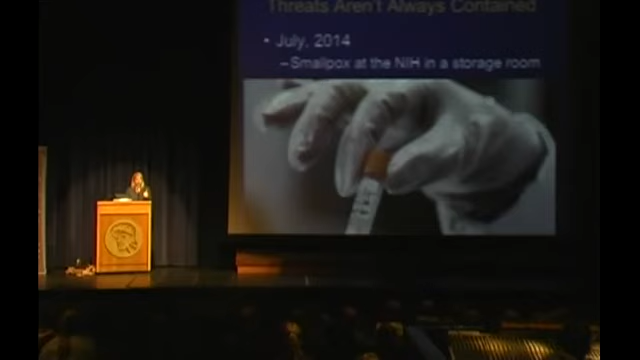 Threats Aren't Always Contained
• July, 2014
–Smallpox at the NIH in a storage room